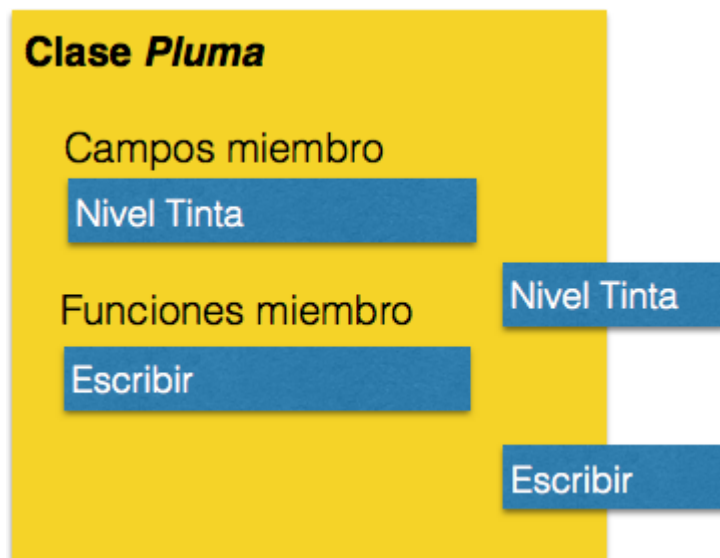 Clase Pluma
Campos miembro
Nivel Tinta
Nivel Tinta
Funciones miembro
Escribir
Escribir